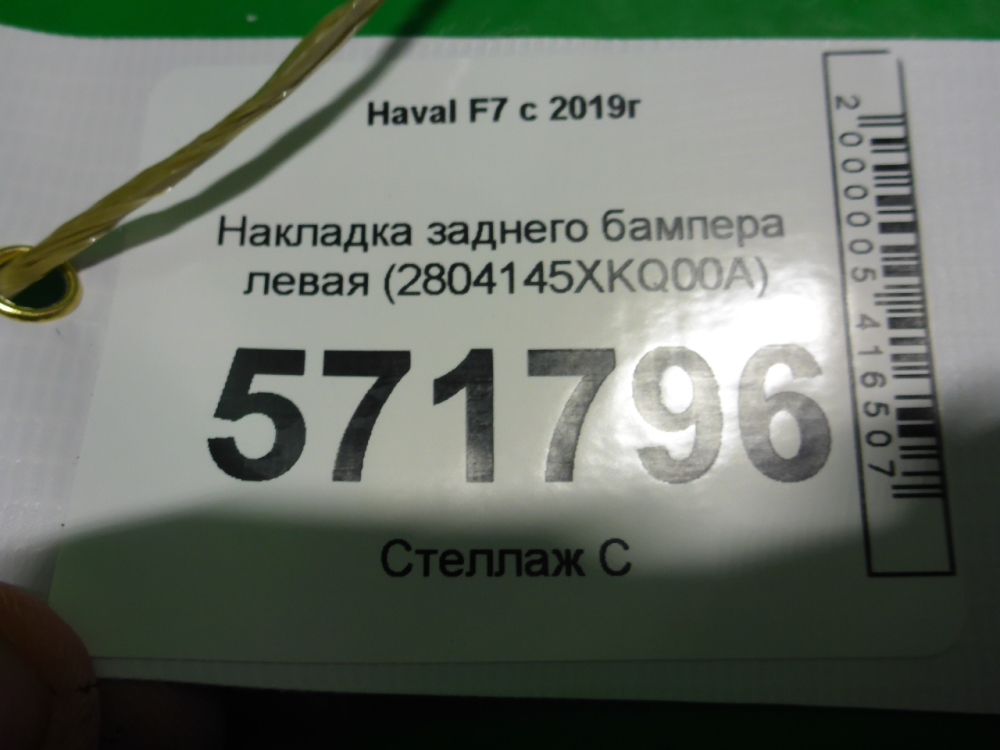 Haval F7 с 2019г
Накладка заднего бампера
левая (2804145XKQ00A)
571796
Стеллаж С
2000005416507